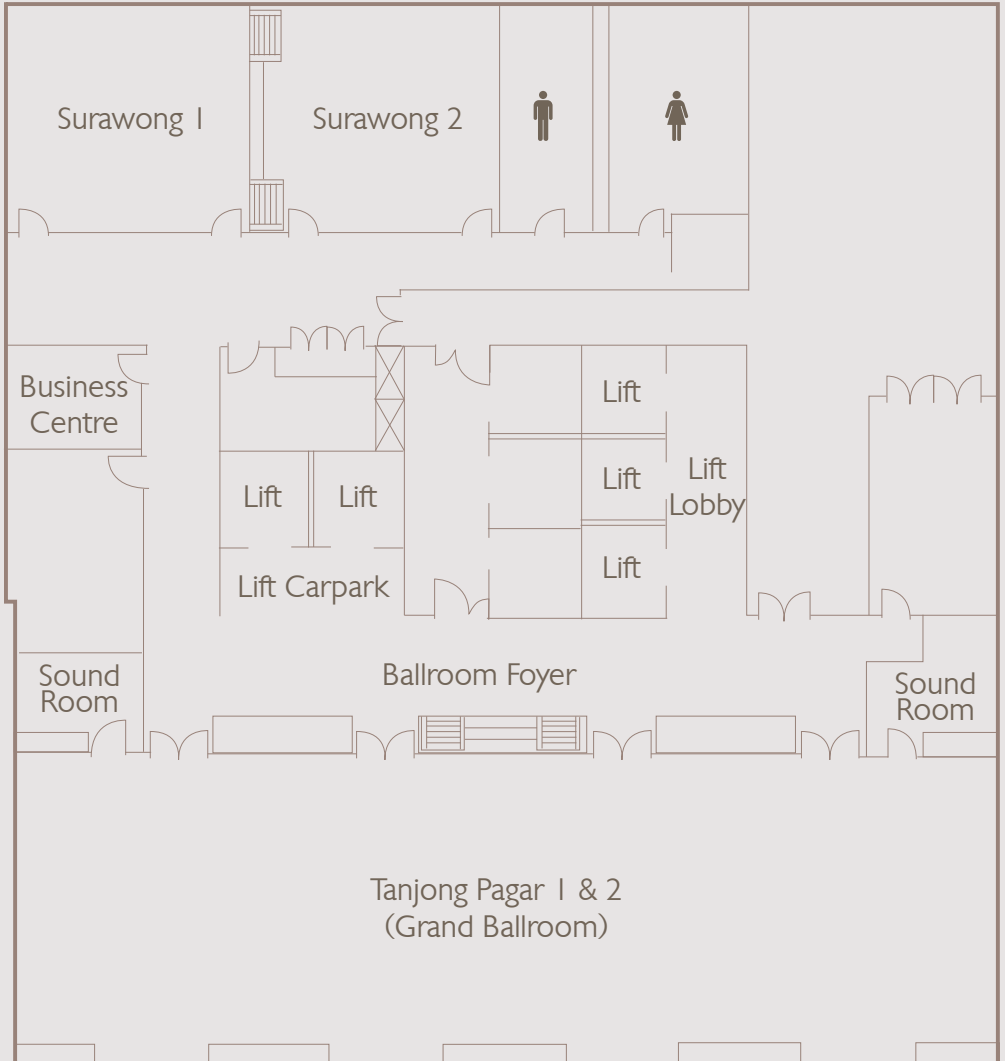 Surawong 1
Surawong 2
Business
Centre
Lift
Lift
Lift
Lift
Lobby
Lift
Lift
Lift
Lift Carpark
Ballroom Foyer
Sound
Room
Sound
Room
Tanjong Pagar 1 & 2
(Grand Ballroom)